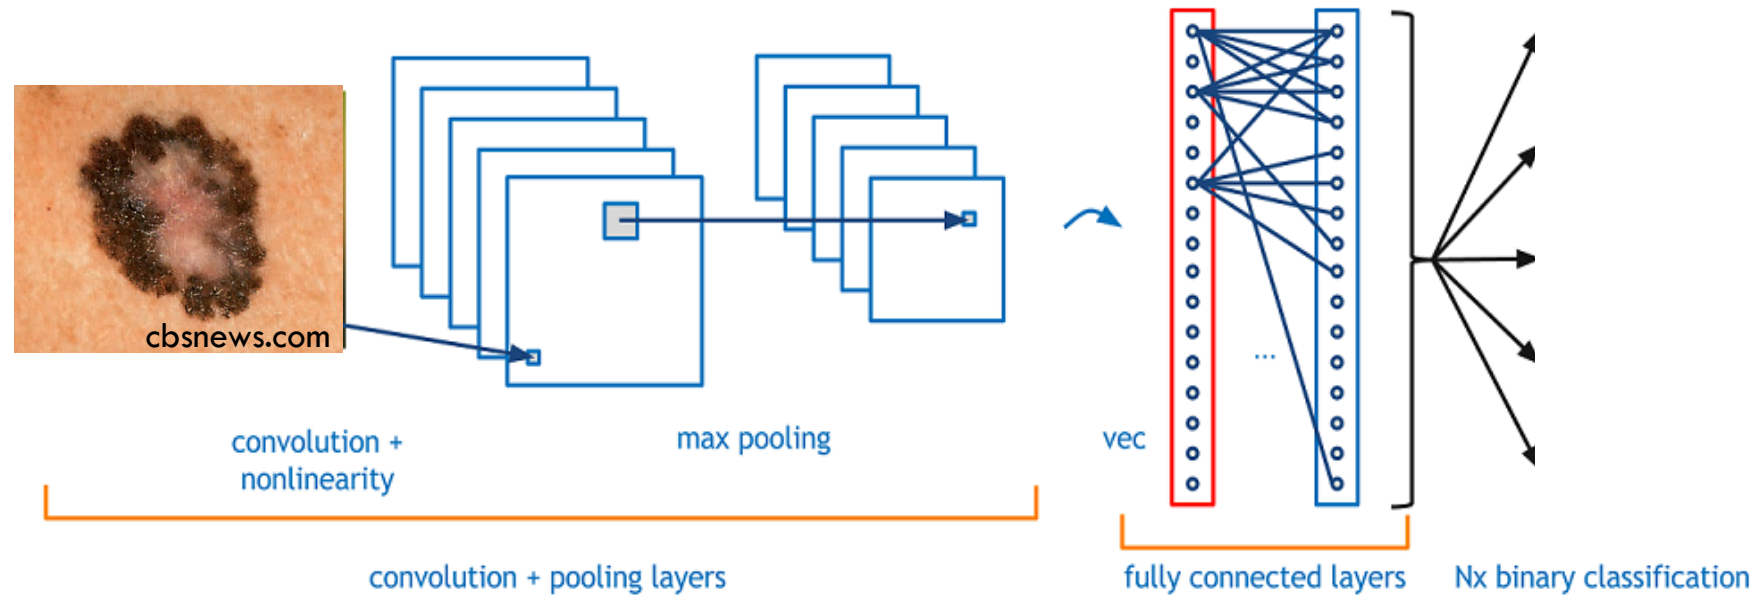 cbsnews.com
convolution +
nonlinearity
max pooling
vec
...
convolution + pooling layers
fully connected layers
Nx binary classification